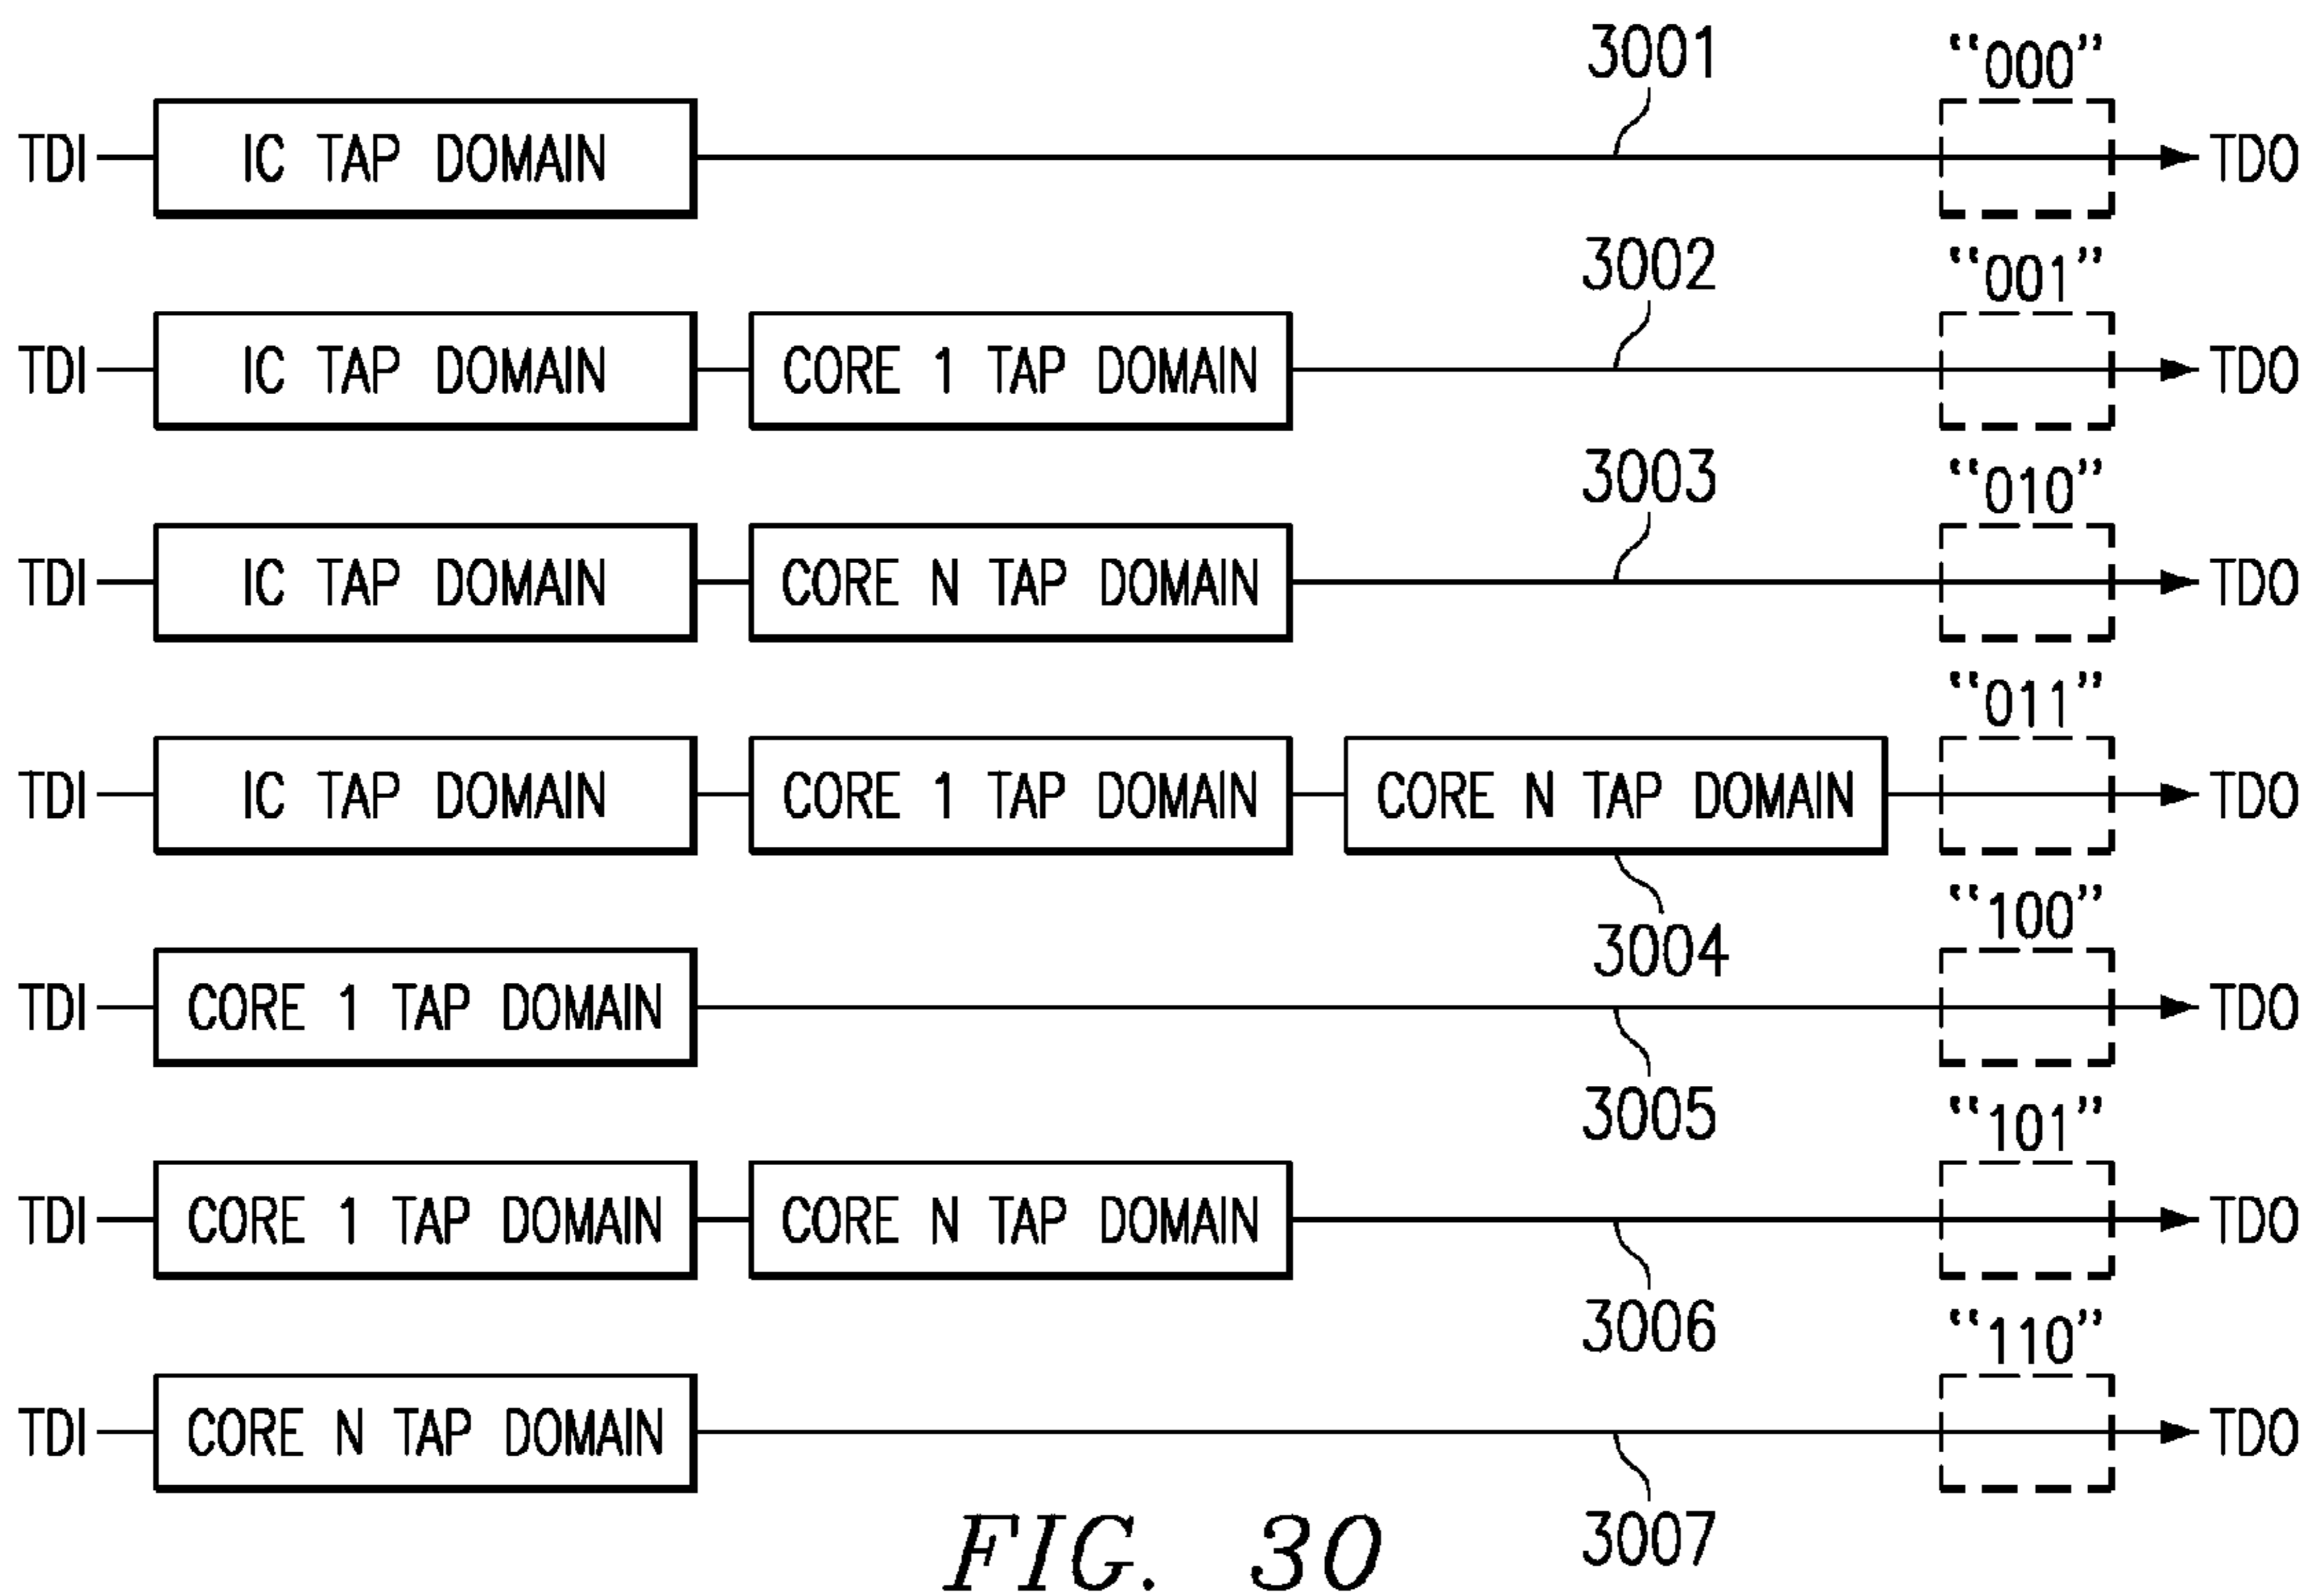 3001 “000”
TDI IC TAP DOMAIN TDO
3002 “001”
TDI IC TAP DOMAIN CORE 1 TAP DOMAIN TDO
3003 “010”
TDI IC TAP DOMAIN CORE N TAP DOMAIN TDO
“011”
TDI IC TAP DOMAIN CORE 1 TAP DOMAIN CORE N TAP DOMAIN TDO
3004 “100”
TDI CORE 1 TAP DOMAIN TDO
3005 “101”
TDI CORE 1 TAP DOMAIN CORE N TAP DOMAIN TDO
3006 “110”
TDI CORE N TAP DOMAIN TDO
3007
FIG. 30